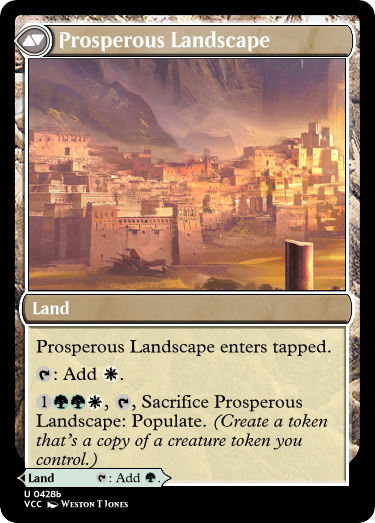 Prosperous Landscape
Land
Prosperous Landscape enters tapped.
: Add .
1, , Sacrifice Prosperous
Landscape: Populate. (Create a token
that's a copy of a creature token you
control.)
Land : Add .
U 0428b
VCC Weston T Jones